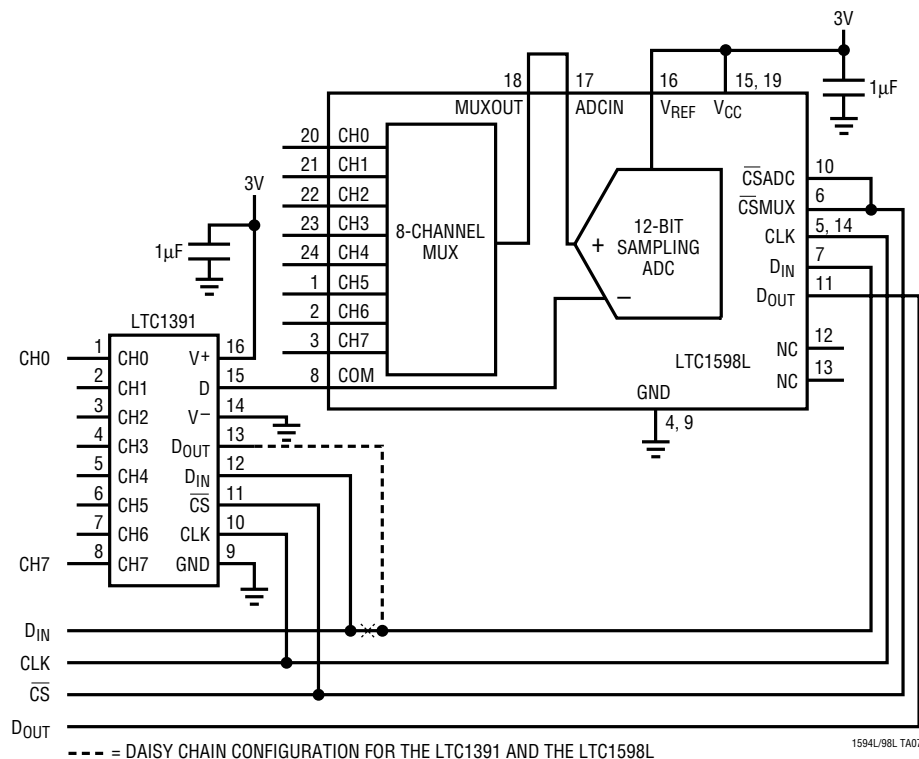 3V
1µF
18
17
16
15, 19
MUXOUT
ADCIN
VREF
VCC
20 CH0
21 CH1
22 CH2
23 CH3
24 CH4
1 CH5
2 CH6
3 CH7
8 COM
8-CHANNEL
MUX
+
12-BIT
SAMPLING
ADC
–
CSADC 10
CSMUX 6
CLK 5, 14
DIN 7
DOUT 11
NC 12
NC 13
LTC1598L
GND
4, 9
3V
1µF
LTC1391
CH0 1 CH0 V+ 16
2 CH1 D 15
3 CH2 V– 14
4 CH3 DOUT 13
5 CH4 DIN 12
6 CH5 CS 11
7 CH6 CLK 10
CH7 8 CH7 GND 9
DIN
CLK
CS
DOUT
= DAISY CHAIN CONFIGURATION FOR THE LTC1391 AND THE LTC1598L
1594L/98L TA07